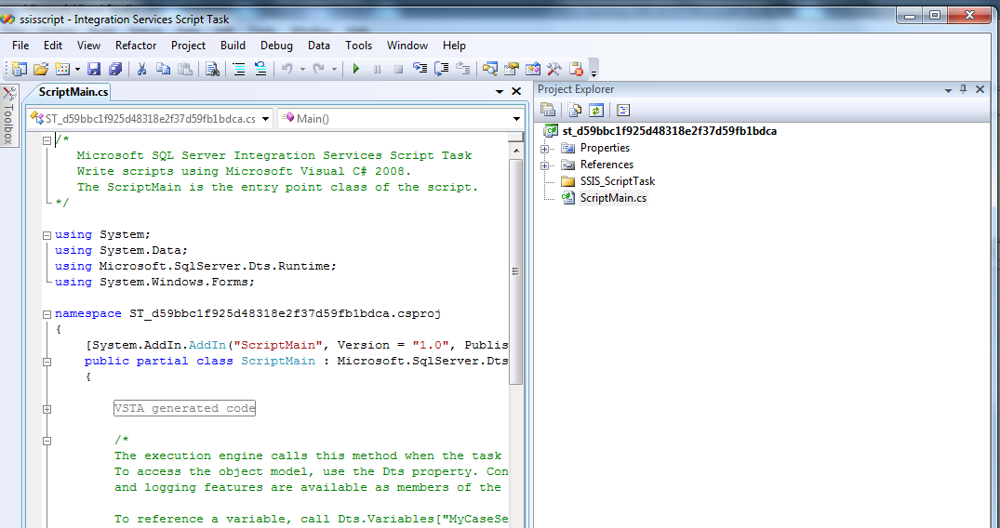 ssisscript - Integration Services Script Task
File Edit View Refactor Project Build Debug Data Tools Window Help
Toolbox
ScriptMain.cs
ST_d59bbc1f925d48318e2f37d59fb1bdca.cs Main()
/*
Microsoft SQL Server Integration Services Script Task
Write scripts using Microsoft Visual C# 2008.
The ScriptMain is the entry point class of the script.
*/
using System;
using System.Data;
using Microsoft.SqlServer.Dts.Runtime;
using System.Windows.Forms;
namespace ST_d59bbc1f925d48318e2f37d59fb1bdca.csproj
{
[System.AddIn.AddIn("ScriptMain", Version = "1.0", Publis
public partial class ScriptMain : Microsoft.SqlServer.Dts
{
VSTA generated code
/*
The execution engine calls this method when the task
To access the object model, use the Dts property. Con
and logging features are available as members of the
To reference a variable, call Dts.Variables["MyCaseSe
Project Explorer
st_d59bbc1f925d48318e2f37d59fb1bdca
Properties
References
SSIS_ScriptTask
ScriptMain.cs